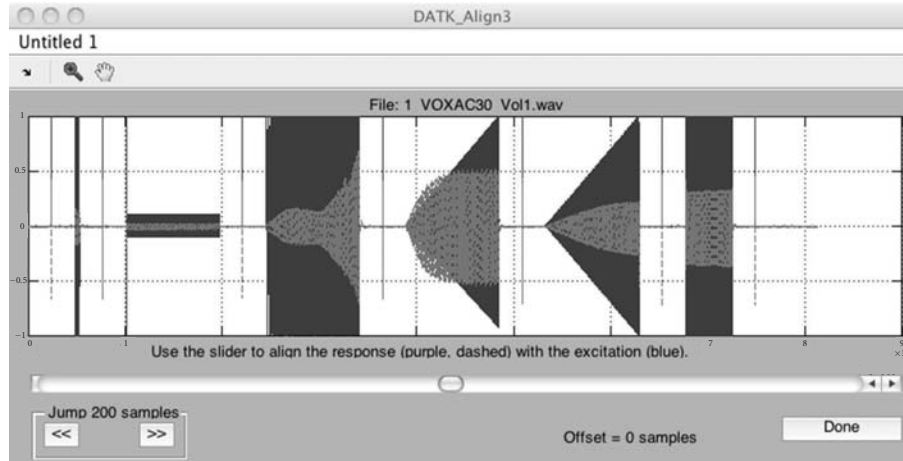 DATK_Align3
Untitled 1
File: 1 VOXAC30 Vol1.wav
1
0.5
0
−0.5
−1
0 1 7 8 9
Use the slider to align the response (purple, dashed) with the excitation (blue).
Jump 200 samples
<< >>
Offset = 0 samples
Done